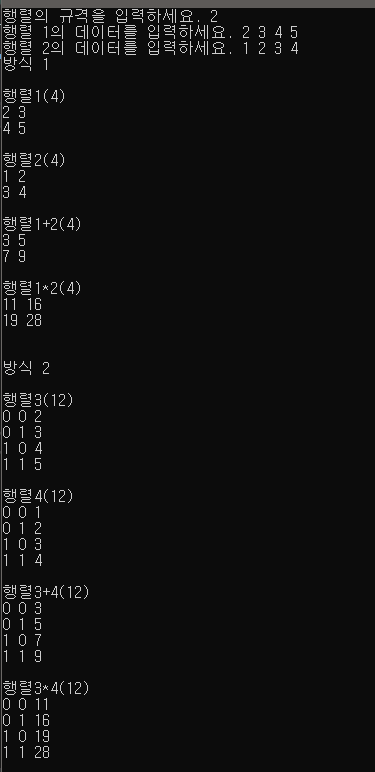 행렬의 규격을 입력하세요. 2
행렬 1의 데이터를 입력하세요. 2 3 4 5
행렬 2의 데이터를 입력하세요. 1 2 3 4
방식 1
행렬1(4)
2 3
4 5
행렬2(4)
1 2
3 4
행렬1+2(4)
3 5
7 9
행렬1*2(4)
11 16
19 28
방식 2
행렬3(12)
0 0 2
0 1 3
1 0 4
1 1 5
행렬4(12)
0 0 1
0 1 2
1 0 3
1 1 4
행렬3+4(12)
0 0 3
0 1 5
1 0 7
1 1 9
행렬3*4(12)
0 0 11
0 1 16
1 0 19
1 1 28